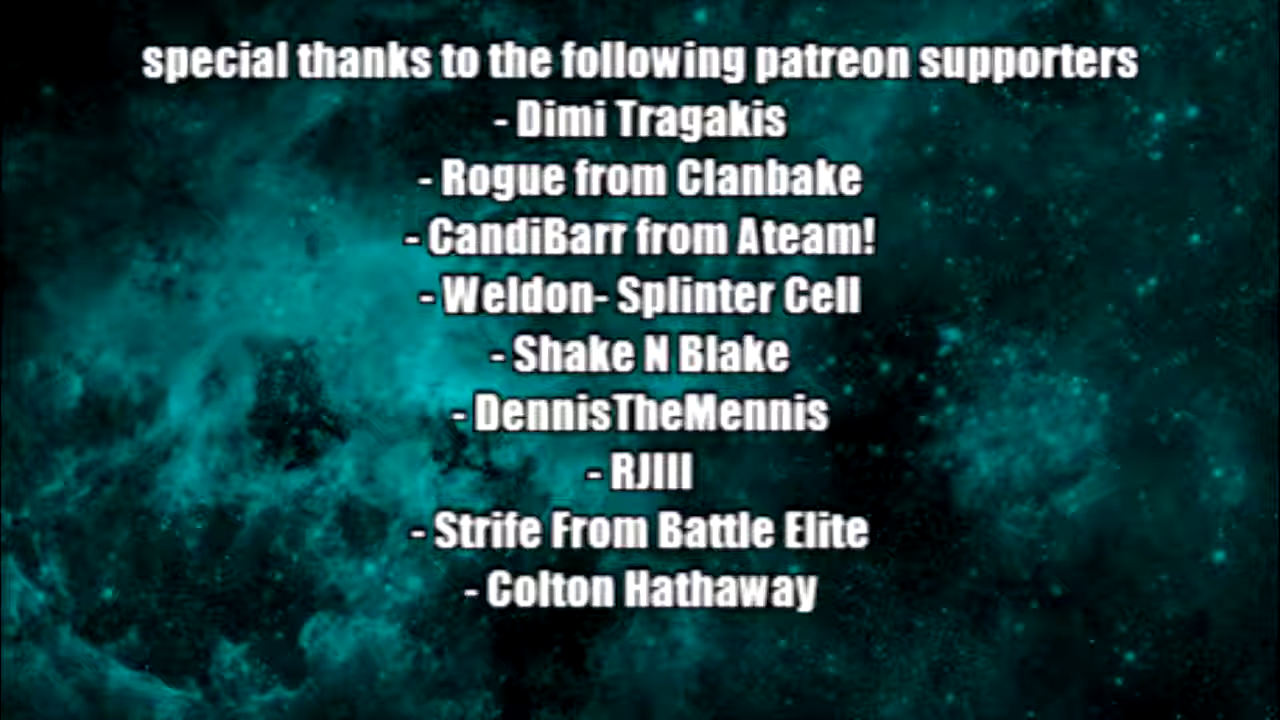 special thanks to the following patreon supporters
- Dimi Tragakis
- Rogue from Clanbake
- CandiBarr from Ateam!
- Weldon- Splinter Cell
- Shake N Blake
- DennisTheMennis
- RJIII
- Strife From Battle Elite
- Colton Hathaway